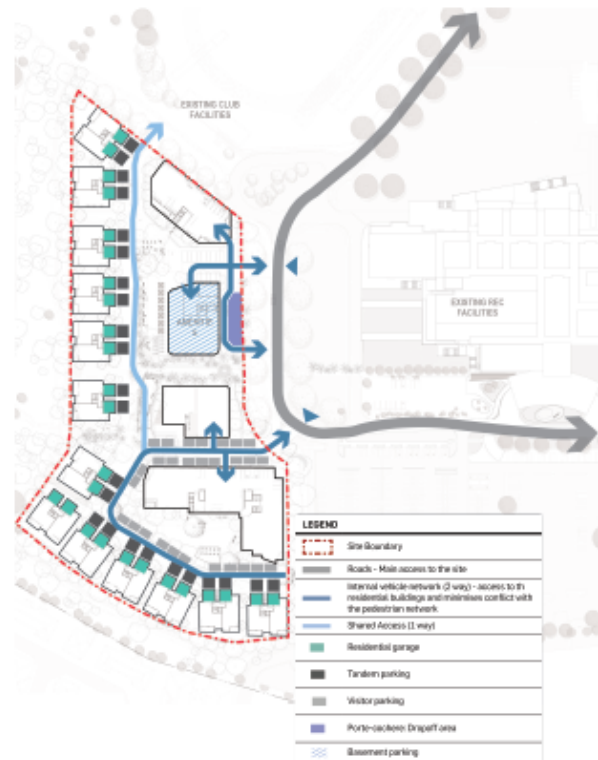 EXISTING CLUB
FACILITIES
EXISTING REC
FACILITIES
LEGEND
Site Boundary
Roads - Main access to the site
Internal vehicle network (2 way) - access to th
residential buildings and minimises conflict with
the pedestrian network
Shared Access (1 way)
Residential garage
Tandem parking
Visitor parking
Porte-cochere: Dropoff area
Basement parking